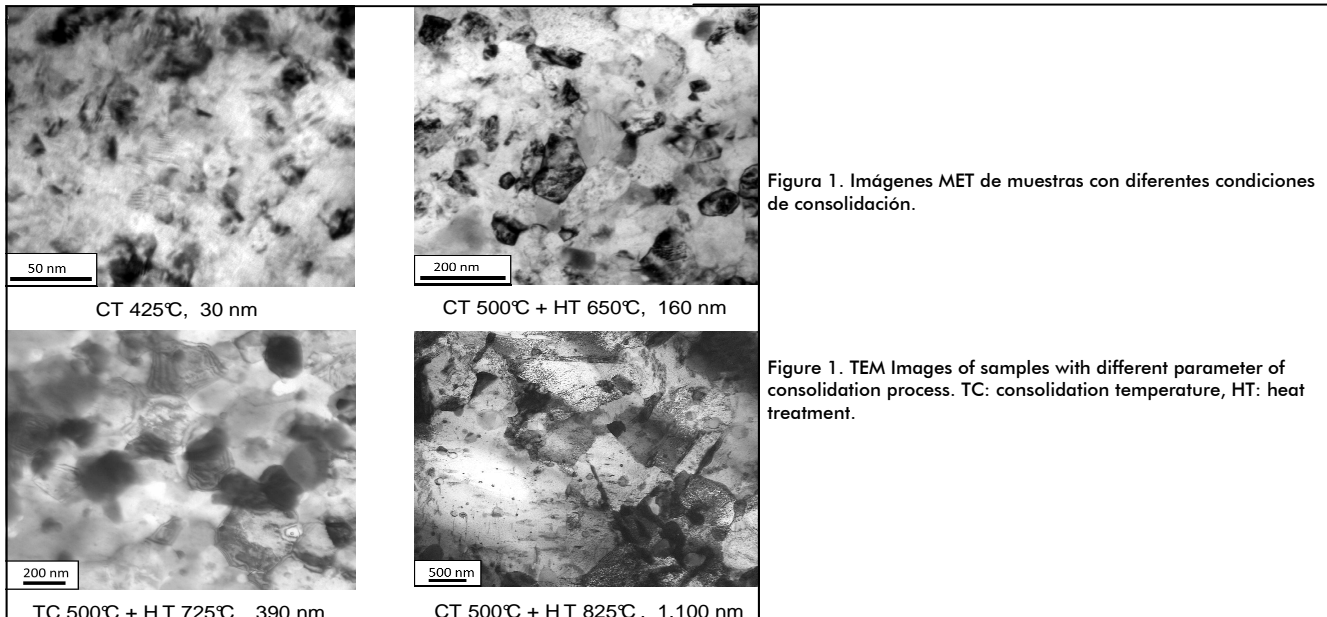 50 nm
200 nm
CT 425°C, 30 nm
CT 500°C + HT 650°C, 160 nm
200 nm
500 nm
TC 500°C + H T 725°C, 390 nm
CT 500°C + H T 825°C, 1.100 nm
Figura 1. Imágenes MET de muestras con diferentes condiciones
de consolidación.
Figure 1. TEM Images of samples with different parameter of
consolidation process. TC: consolidation temperature, HT: heat
treatment.